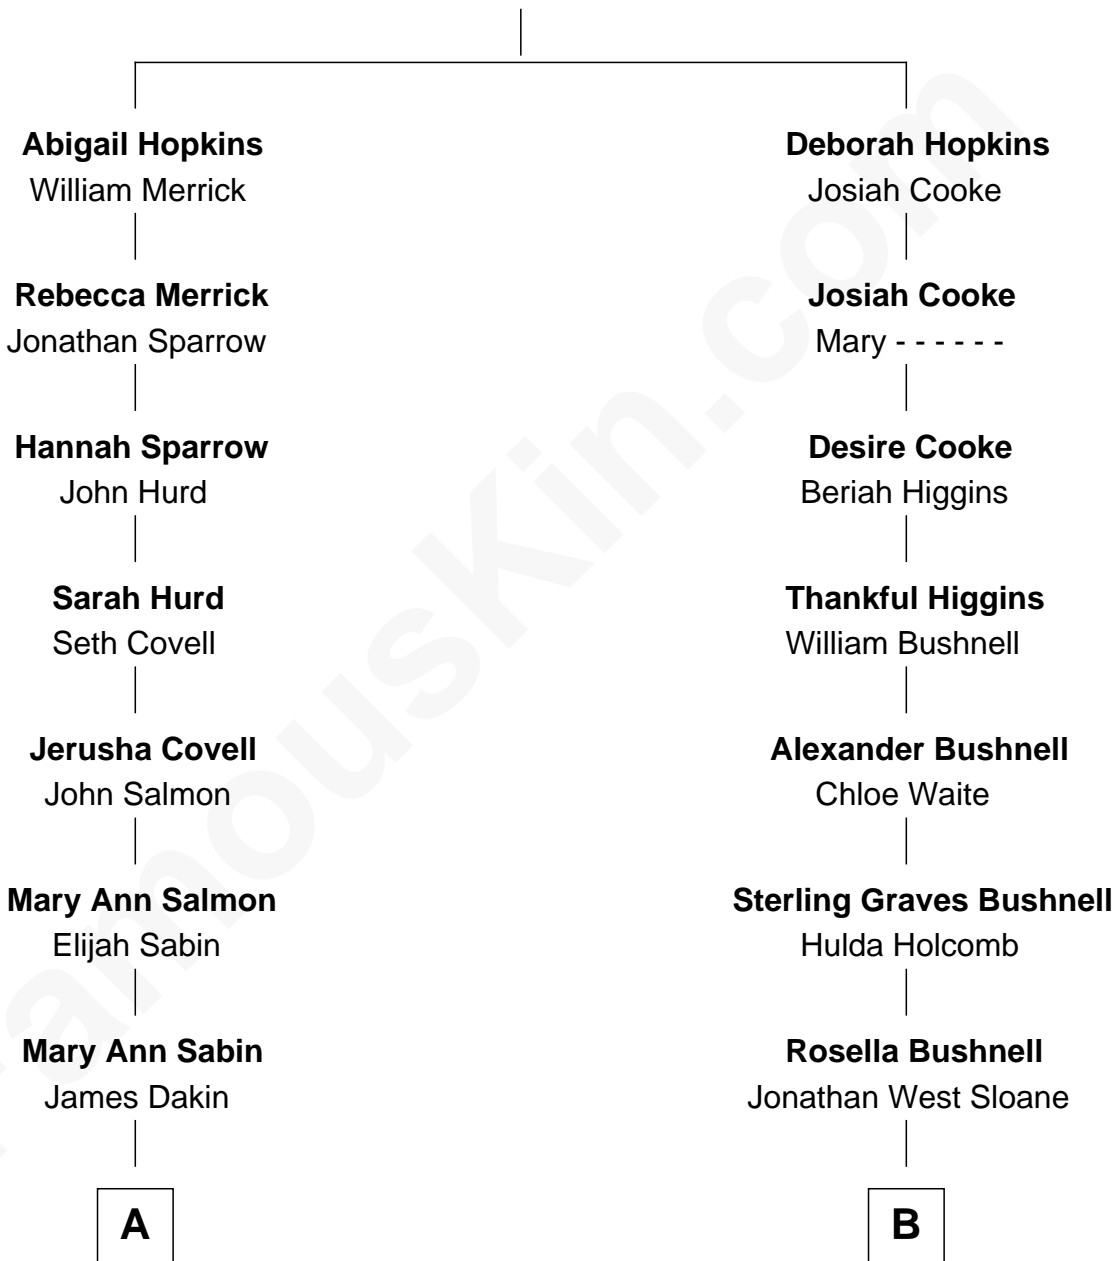 Abigail Hopkins
William Merrick
Rebecca Merrick
Jonathan Sparrow
Hannah Sparrow
John Hurd
Sarah Hurd
Seth Covell
Jerusha Covell
John Salmon
Mary Ann Salmon
Elijah Sabin
Mary Ann Sabin
James Dakin
A
Deborah Hopkins
Josiah Cooke
Josiah Cooke
Mary - - - - - -
Desire Cooke
Beriah Higgins
Thankful Higgins
William Bushnell
Alexander Bushnell
Chloe Waite
Sterling Graves Bushnell
Hulda Holcomb
Rosella Bushnell
Jonathan West Sloane
B
FamousKin.com